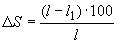 ΔS = (l − l₁) · 100 / l